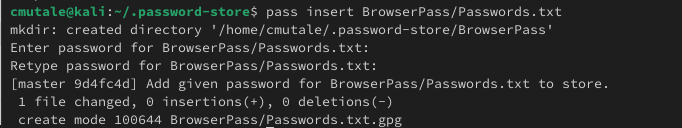 cmutale@kali:~/.password-store$ pass insert BrowserPass/Passwords.txt
mkdir: created directory '/home/cmutale/.password-store/BrowserPass'
Enter password for BrowserPass/Passwords.txt:
Retype password for BrowserPass/Passwords.txt:
[master 9d4fc4d] Add given password for BrowserPass/Passwords.txt to store.
 1 file changed, 0 insertions(+), 0 deletions(-)
 create mode 100644 BrowserPass/Passwords.txt.gpg